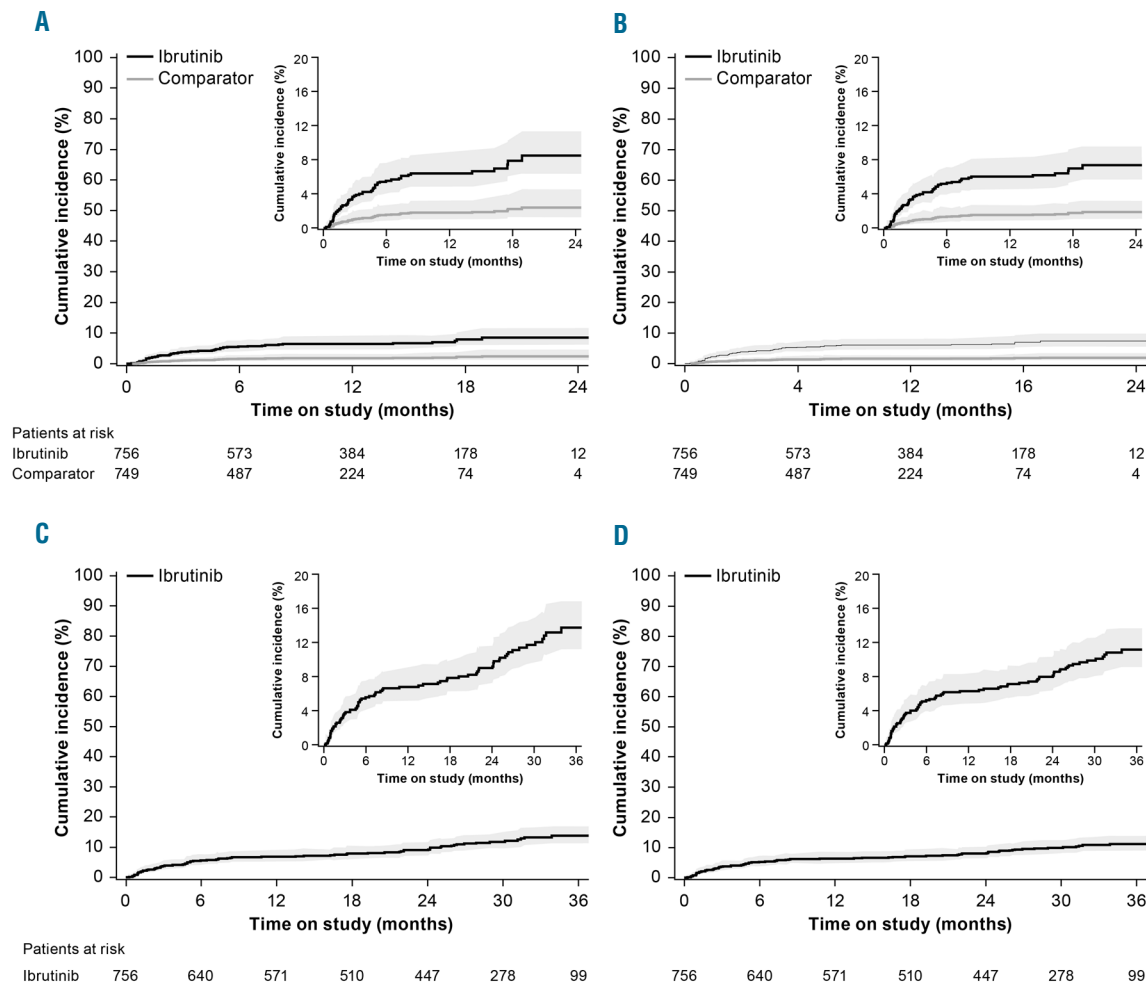 A
Ibrutinib
Comparator
Cumulative incidence (%)
100
90
80
70
60
50
40
30
20
10
0
0 6 12 18 24
Time on study (months)
Cumulative incidence (%)
20
16
12
8
4
0
0 6 12 18 24
Time on study (months)
Patients at risk
Ibrutinib 756 573 384 178 12
Comparator 749 487 224 74 4
B
Ibrutinib
Comparator
Cumulative incidence (%)
100
90
80
70
60
50
40
30
20
10
0
0 4 12 16 24
Time on study (months)
Cumulative incidence (%)
20
16
12
8
4
0
0 6 12 18 24
Time on study (months)
756 573 384 178 12
749 487 224 74 4
C
Ibrutinib
Cumulative incidence (%)
100
90
80
70
60
50
40
30
20
10
0
0 6 12 18 24 30 36
Time on study (months)
Cumulative incidence (%)
20
16
12
8
4
0
0 6 12 18 24 30 36
Time on study (months)
Patients at risk
Ibrutinib 756 640 571 510 447 278 99
D
Ibrutinib
Cumulative incidence (%)
100
90
80
70
60
50
40
30
20
10
0
0 6 12 18 24 30 36
Time on study (months)
Cumulative incidence (%)
20
16
12
8
4
0
0 6 12 18 24 30 36
Time on study (months)
756 640 571 510 447 278 99